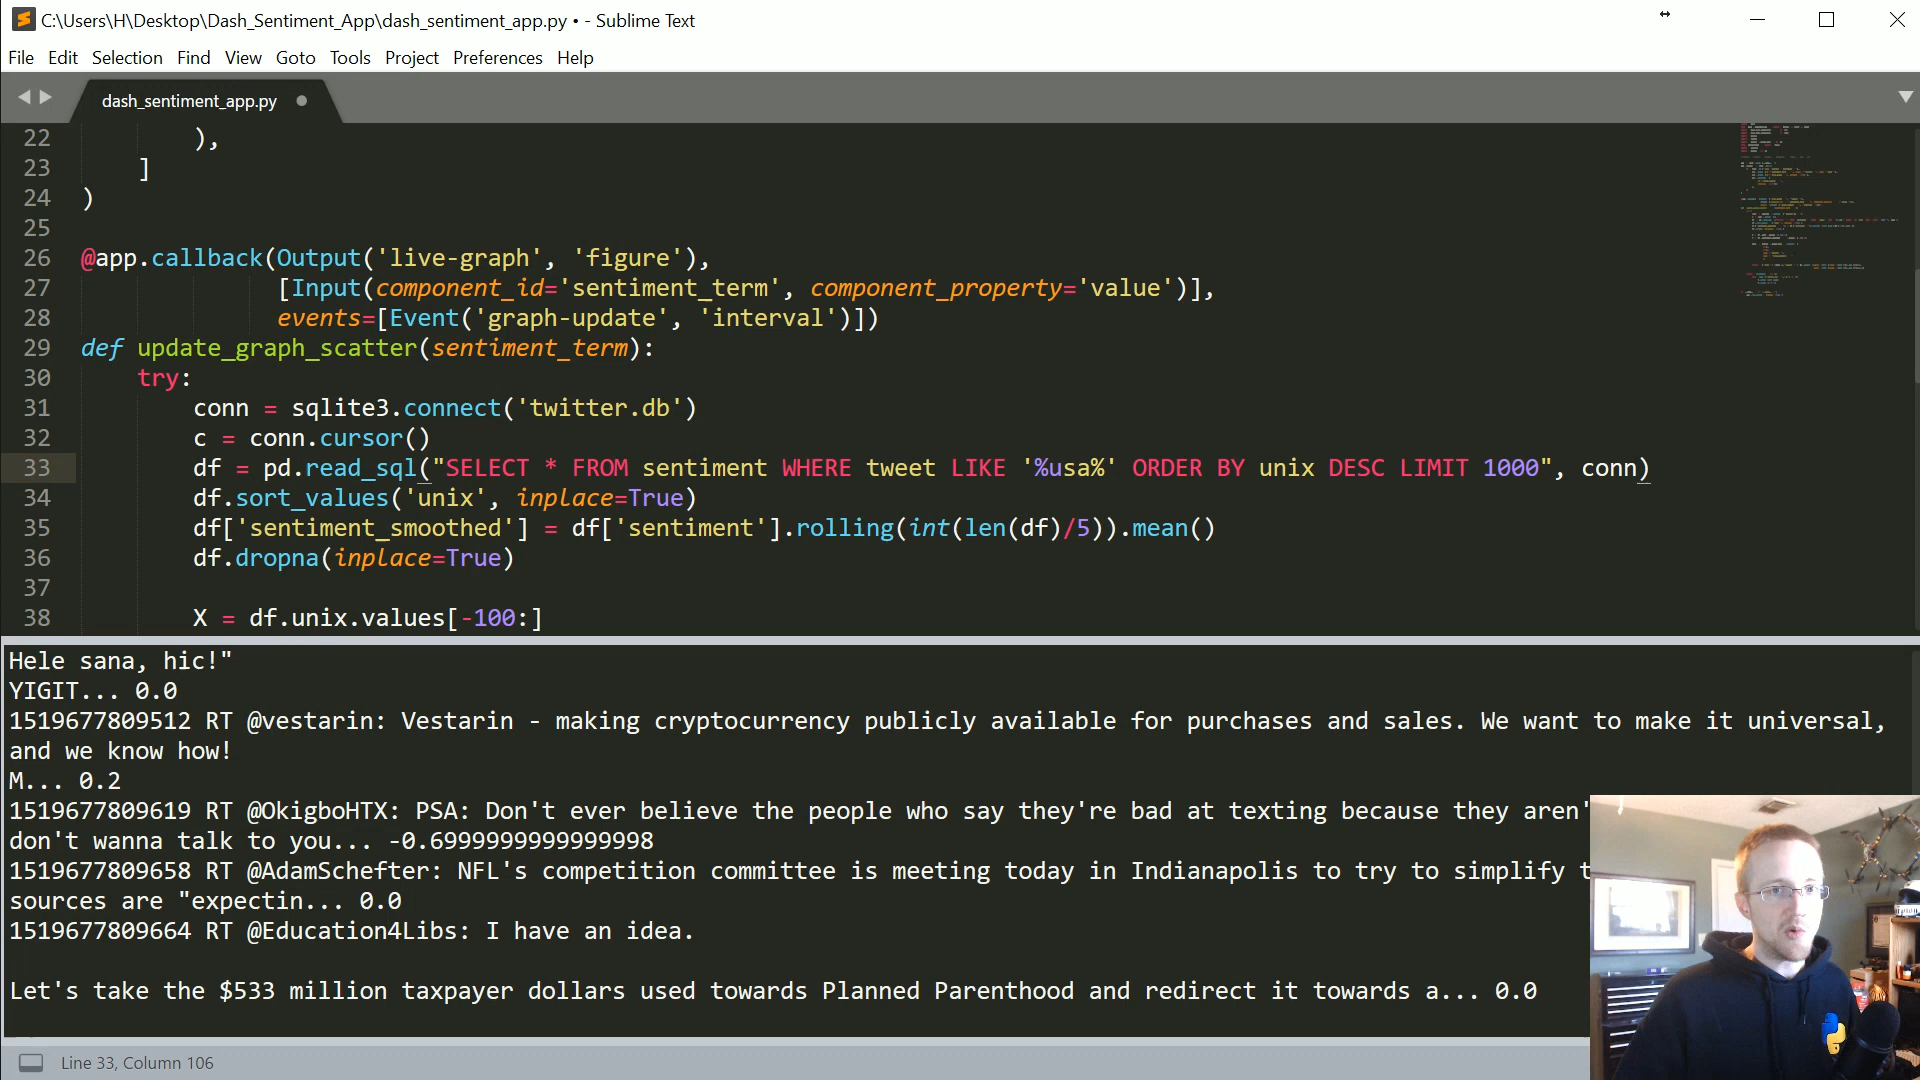 C:\Users\H\Desktop\Dash_Sentiment_App\dash_sentiment_app.py • - Sublime Text
File Edit Selection Find View Goto Tools Project Preferences Help
dash_sentiment_app.py
22 ),
23 ]
24 )
25
26 @app.callback(Output('live-graph', 'figure'),
27 [Input(component_id='sentiment_term', component_property='value')],
28 events=[Event('graph-update', 'interval')])
29 def update_graph_scatter(sentiment_term):
30 try:
31 conn = sqlite3.connect('twitter.db')
32 c = conn.cursor()
33 df = pd.read_sql("SELECT * FROM sentiment WHERE tweet LIKE '%usa%' ORDER BY unix DESC LIMIT 1000", conn)
34 df.sort_values('unix', inplace=True)
35 df['sentiment_smoothed'] = df['sentiment'].rolling(int(len(df)/5)).mean()
36 df.dropna(inplace=True)
37
38 X = df.unix.values[-100:]
Hele sana, hic!"
YIGIT... 0.0
1519677809512 RT @vestarin: Vestarin - making cryptocurrency publicly available for purchases and sales. We want to make it universal,
and we know how!
M... 0.2
1519677809619 RT @OkigboHTX: PSA: Don't ever believe the people who say they're bad at texting because they aren'
don't wanna talk to you... -0.6999999999999998
1519677809658 RT @AdamSchefter: NFL's competition committee is meeting today in Indianapolis to try to simplify t
sources are "expectin... 0.0
1519677809664 RT @Education4Libs: I have an idea.
Let's take the $533 million taxpayer dollars used towards Planned Parenthood and redirect it towards a... 0.0
Line 33, Column 106